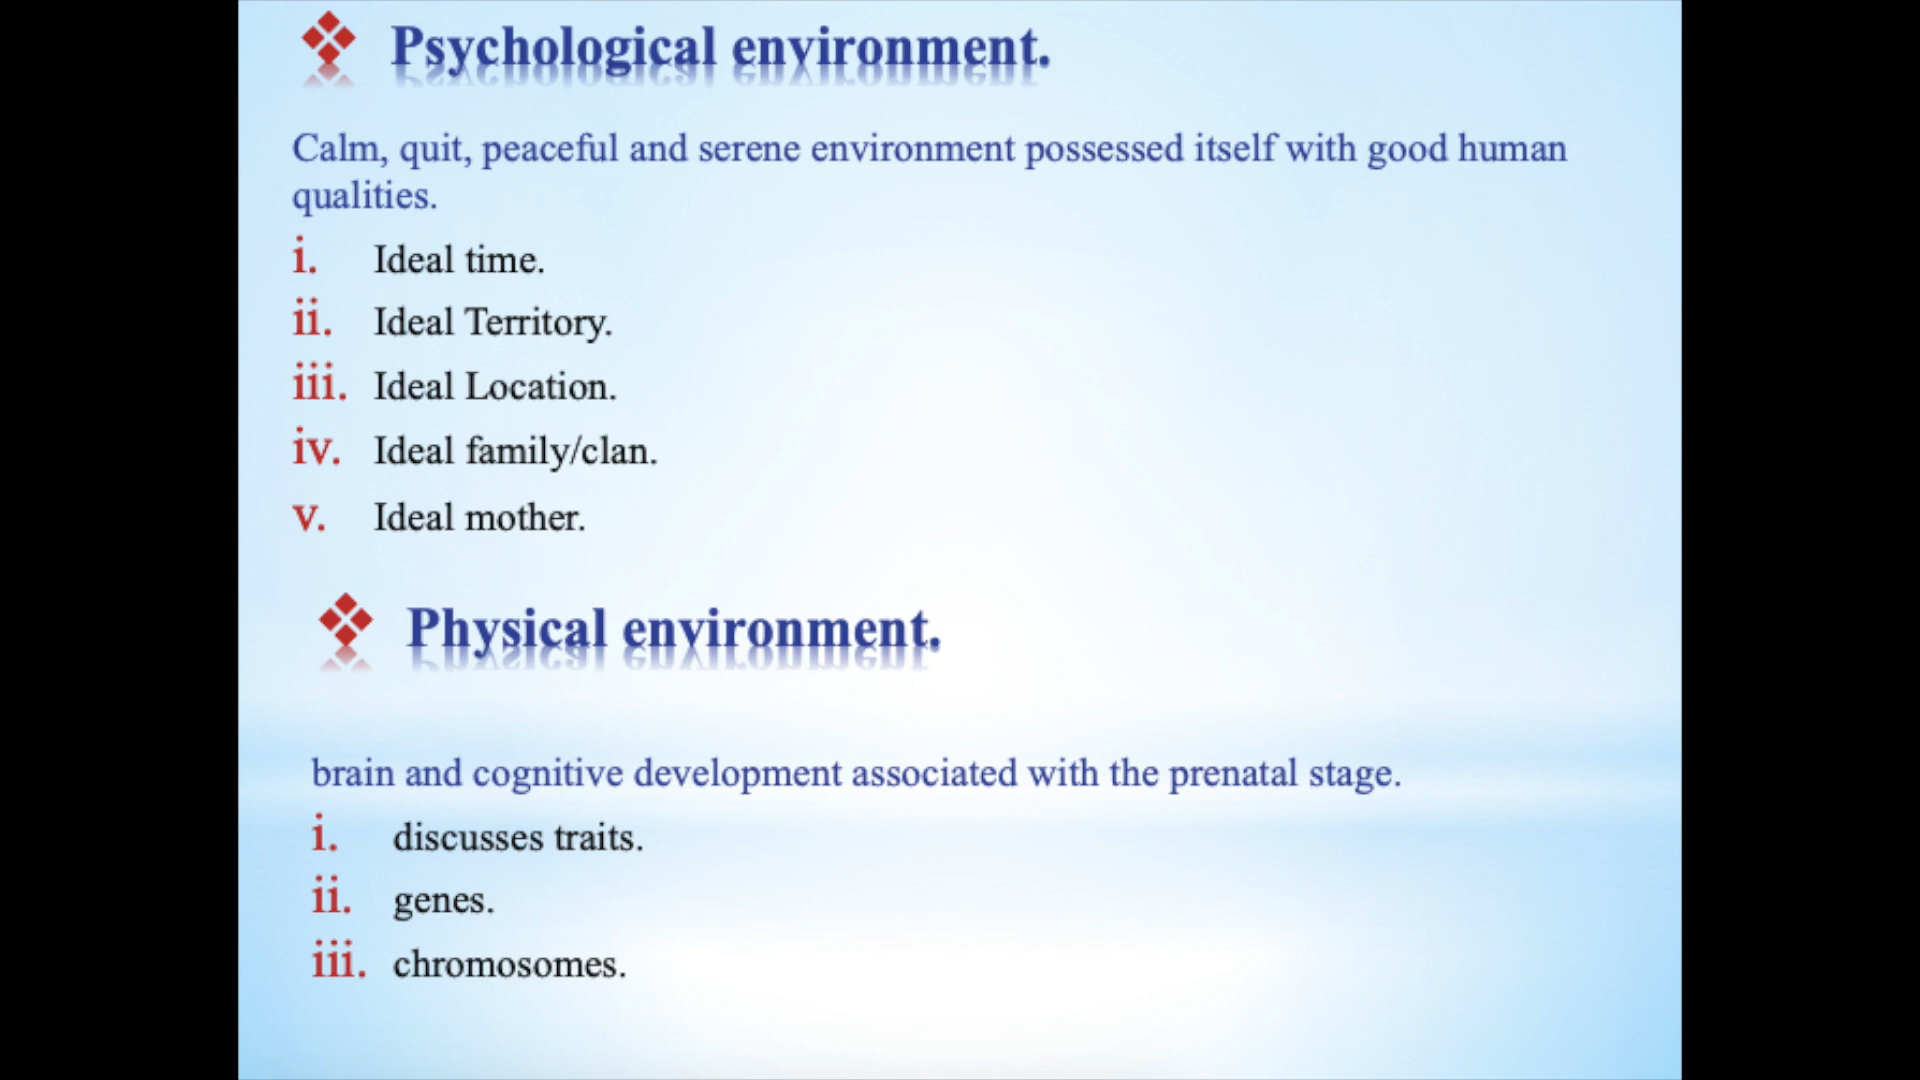 ❖ Psychological environment.
Calm, quit, peaceful and serene environment possessed itself with good human
qualities.
i. Ideal time.
ii. Ideal Territory.
iii. Ideal Location.
iv. Ideal family/clan.
v. Ideal mother.
❖ Physical environment.
brain and cognitive development associated with the prenatal stage.
i. discusses traits.
ii. genes.
iii. chromosomes.